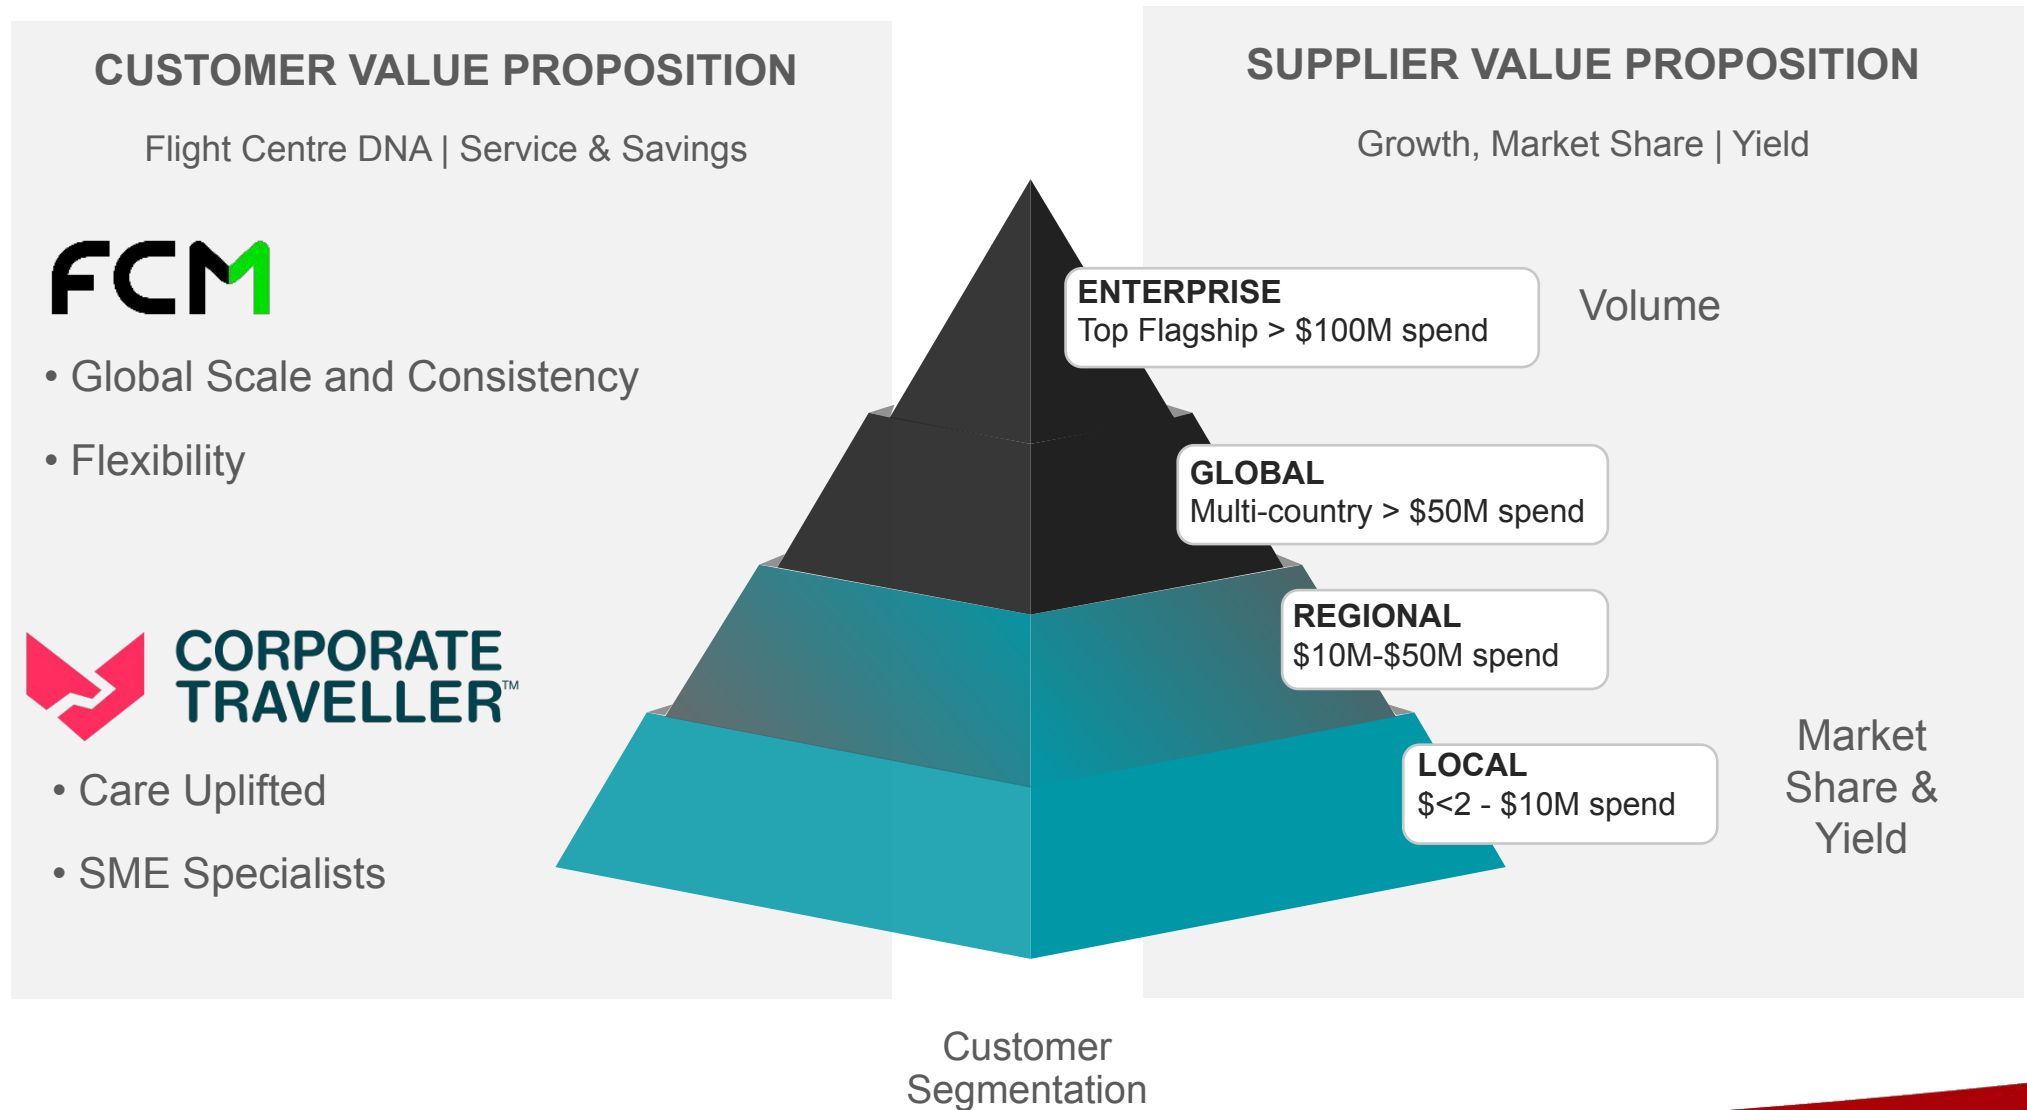 CUSTOMER VALUE PROPOSITION
Flight Centre DNA | Service & Savings
FCM
• Global Scale and Consistency
• Flexibility
CORPORATE
TRAVELLER™
• Care Uplifted
• SME Specialists
SUPPLIER VALUE PROPOSITION
Growth, Market Share | Yield
ENTERPRISE
Top Flagship > $100M spend
Volume
GLOBAL
Multi-country > $50M spend
REGIONAL
$10M-$50M spend
LOCAL
$<2 - $10M spend
Market
Share &
Yield
Customer
Segmentation